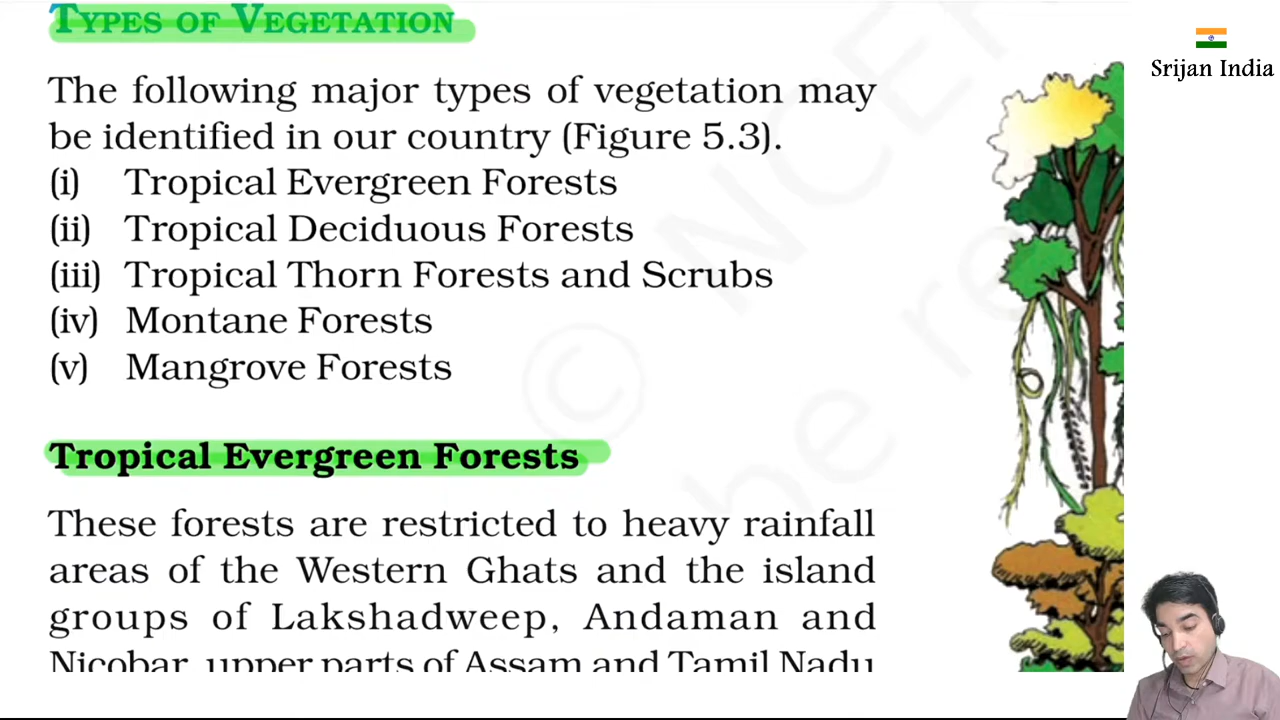 TYPES OF VEGETATION
Srijan India
The following major types of vegetation may
be identified in our country (Figure 5.3).
(i) Tropical Evergreen Forests
(ii) Tropical Deciduous Forests
(iii) Tropical Thorn Forests and Scrubs
(iv) Montane Forests
(v) Mangrove Forests
Tropical Evergreen Forests
These forests are restricted to heavy rainfall
areas of the Western Ghats and the island
groups of Lakshadweep, Andaman and
Nicobar, upper parts of Assam and Tamil Nadu
© NCER
be re